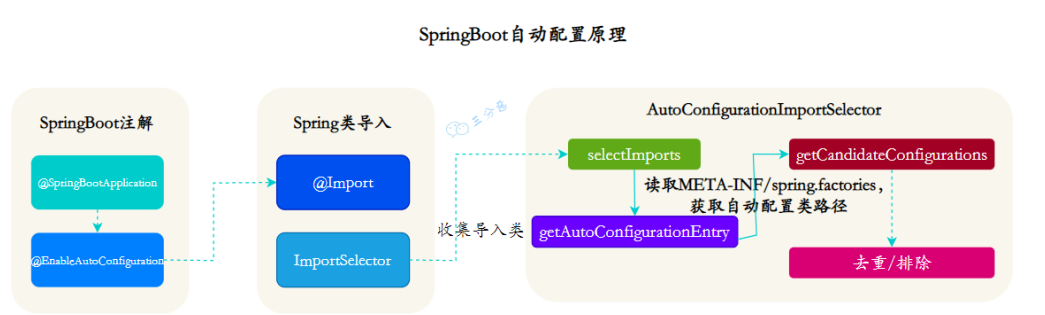 SpringBoot自动配置原理
SpringBoot注解
@SpringBootApplication
@EnableAutoConfiguration
Spring类导入
@Import
ImportSelector
三分恶
收集导入类
AutoConfigurationImportSelector
selectImports
getCandidateConfigurations
读取META-INF/spring.factories,
获取自动配置类路径
getAutoConfigurationEntry
去重/排除